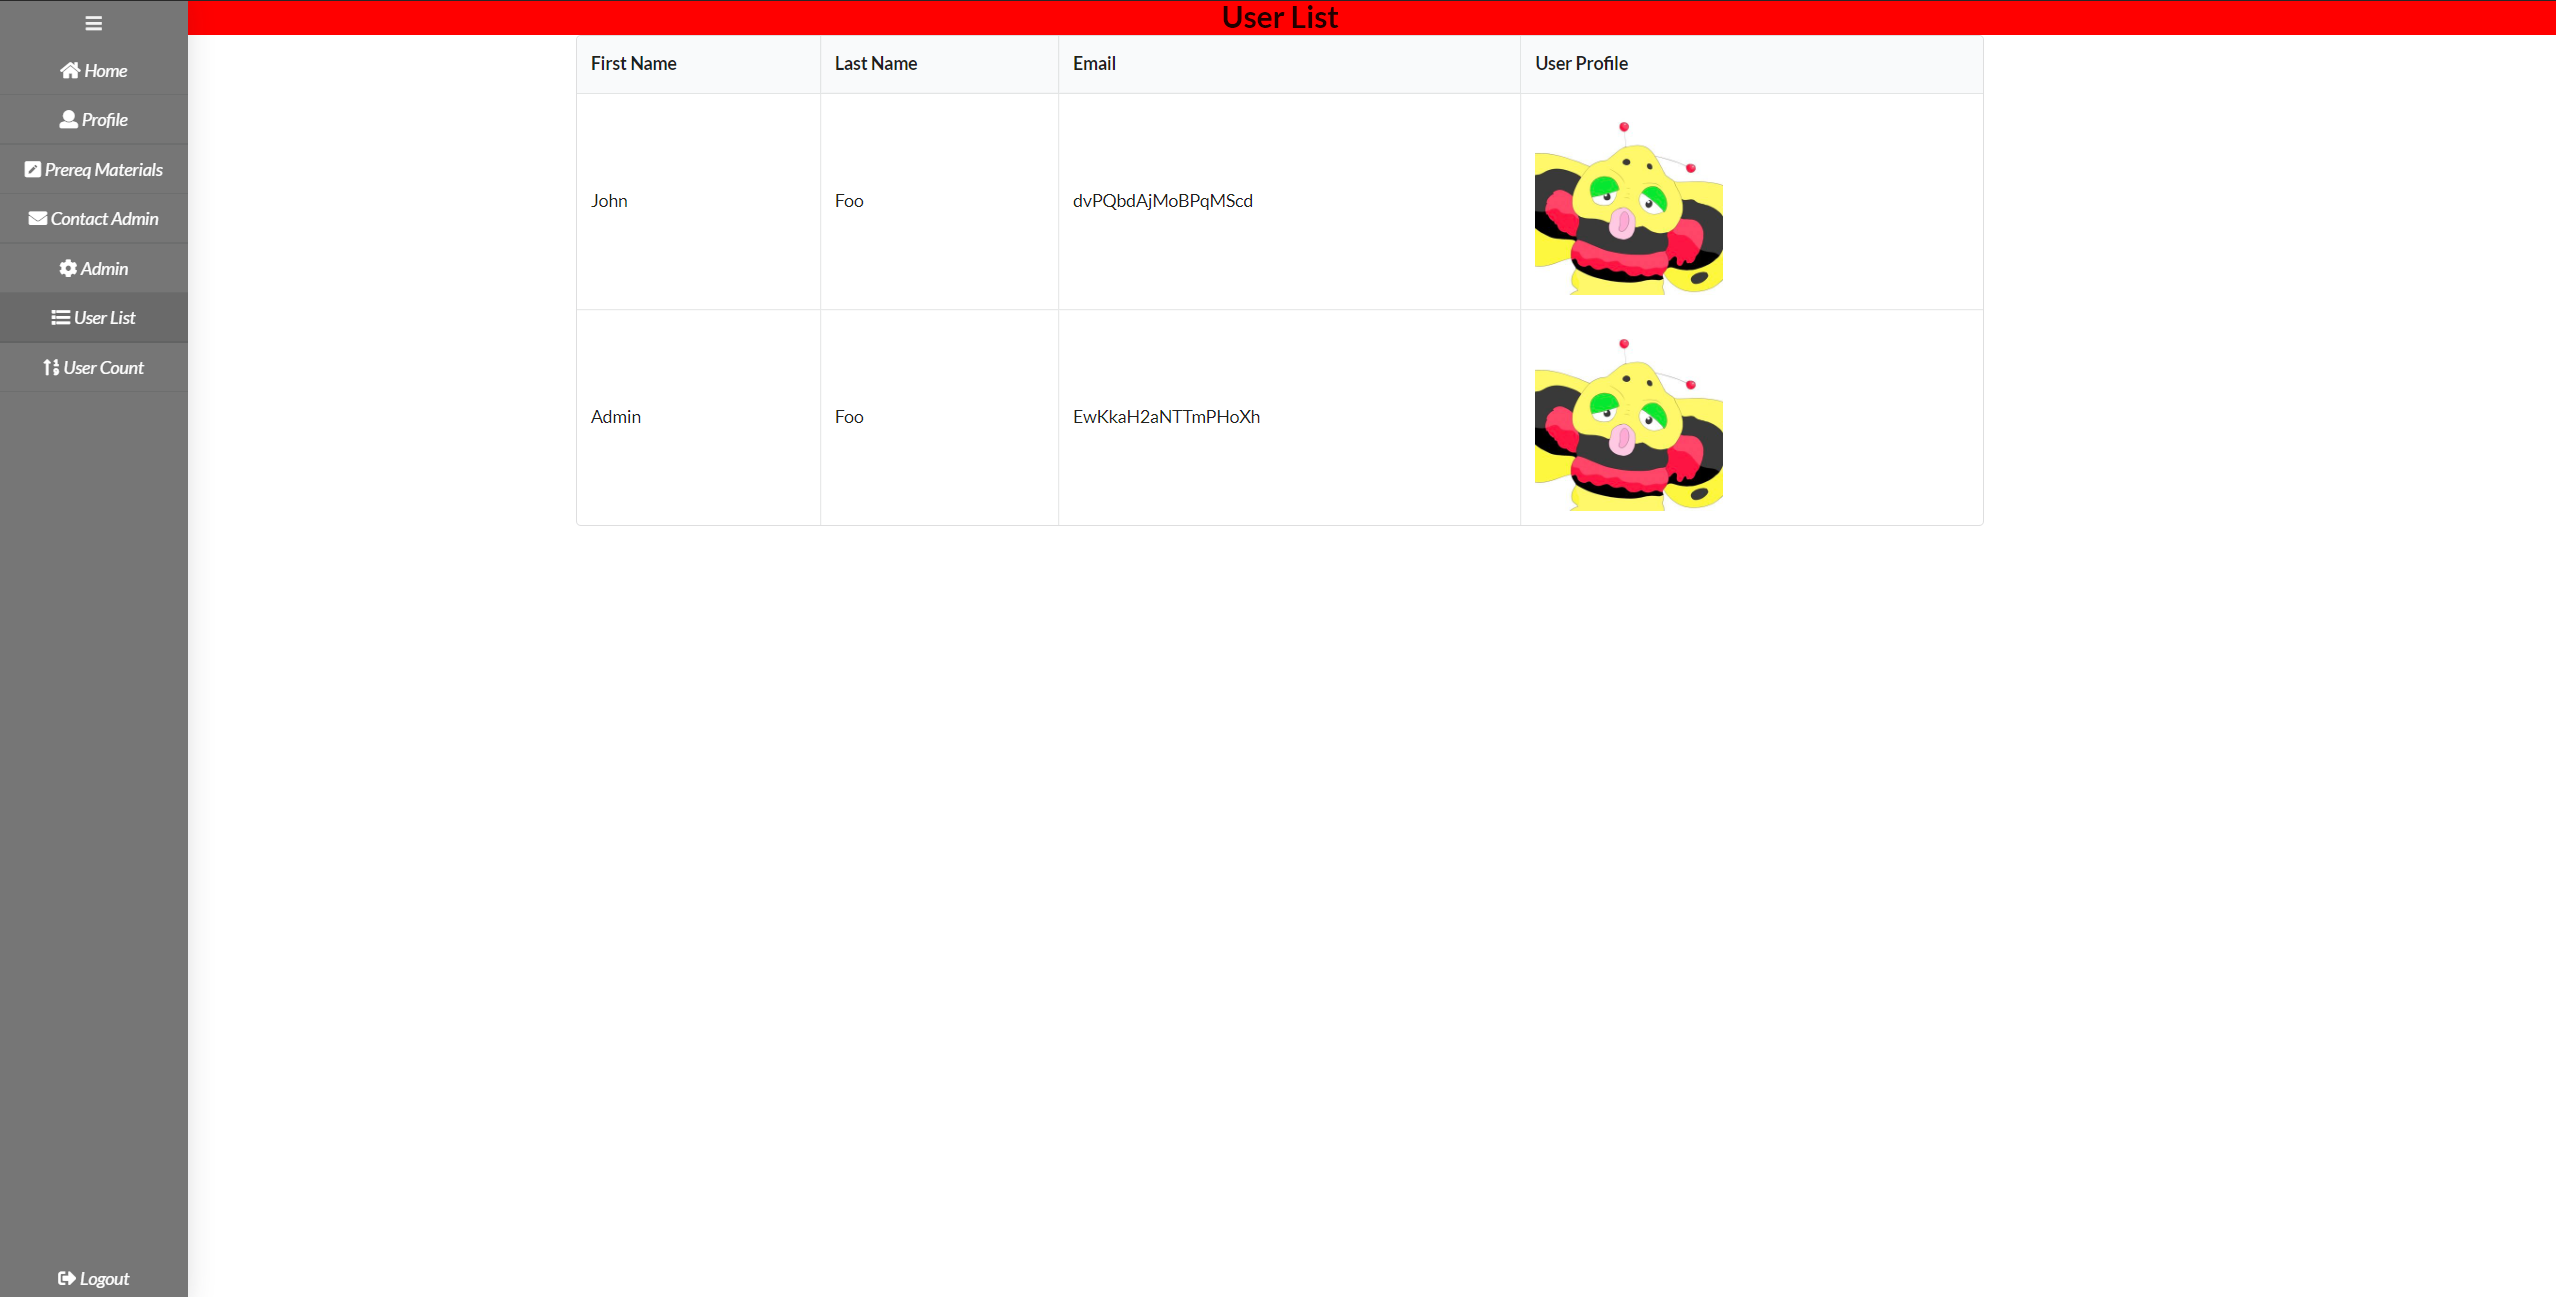 User List
Home
Profile
Prereq Materials
Contact Admin
Admin
User List
User Count
Logout
First Name Last Name Email User Profile
John Foo dvPQbdAjMoBPqMScd
Admin Foo EwKkaH2aNTTmPHoXh